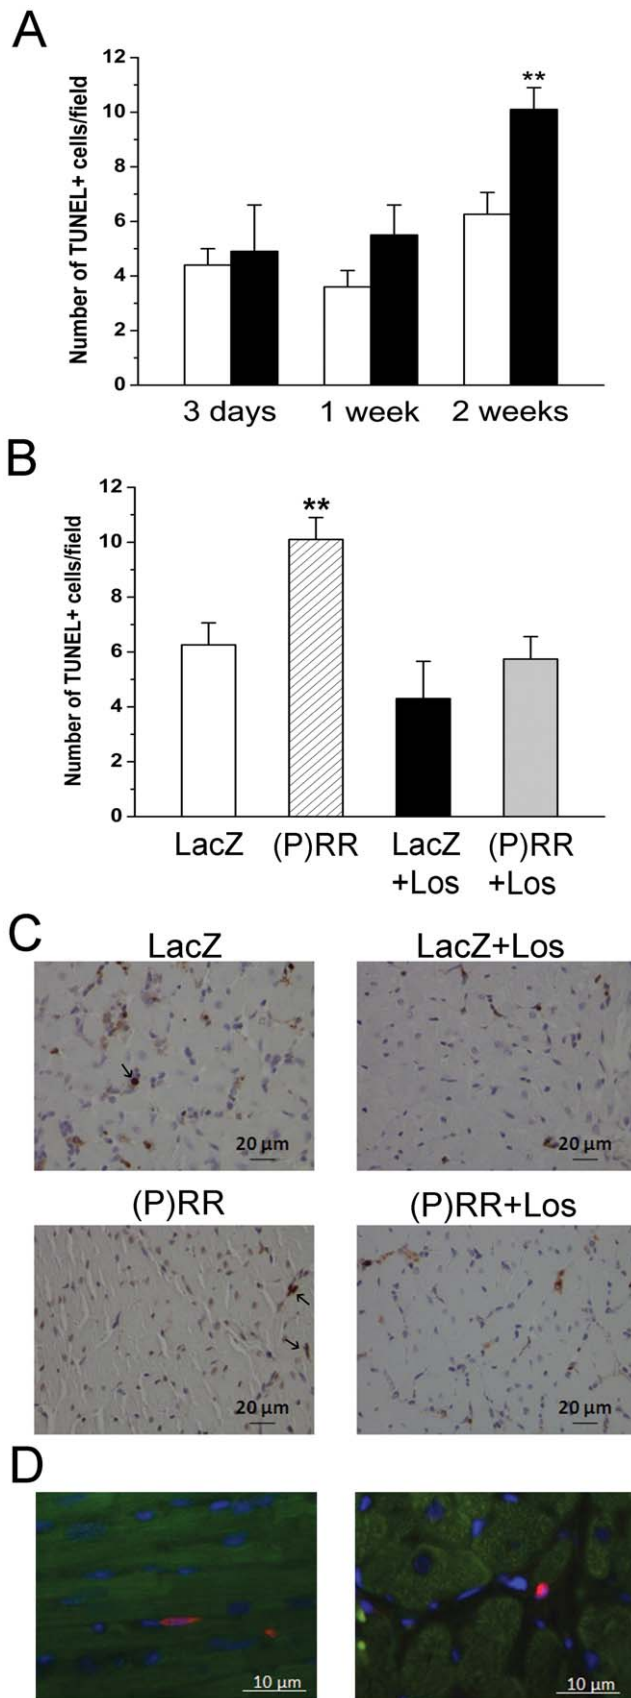 A
Number of TUNEL+ cells/field
12
10
8
6
4
2
0
**
3 days 1 week 2 weeks
B
Number of TUNEL+ cells/field
12
10
8
6
4
2
0
**
LacZ (P)RR LacZ +Los (P)RR +Los
C
LacZ LacZ+Los
20 µm 20 µm
(P)RR (P)RR+Los
20 µm 20 µm
D
10 µm 10 µm